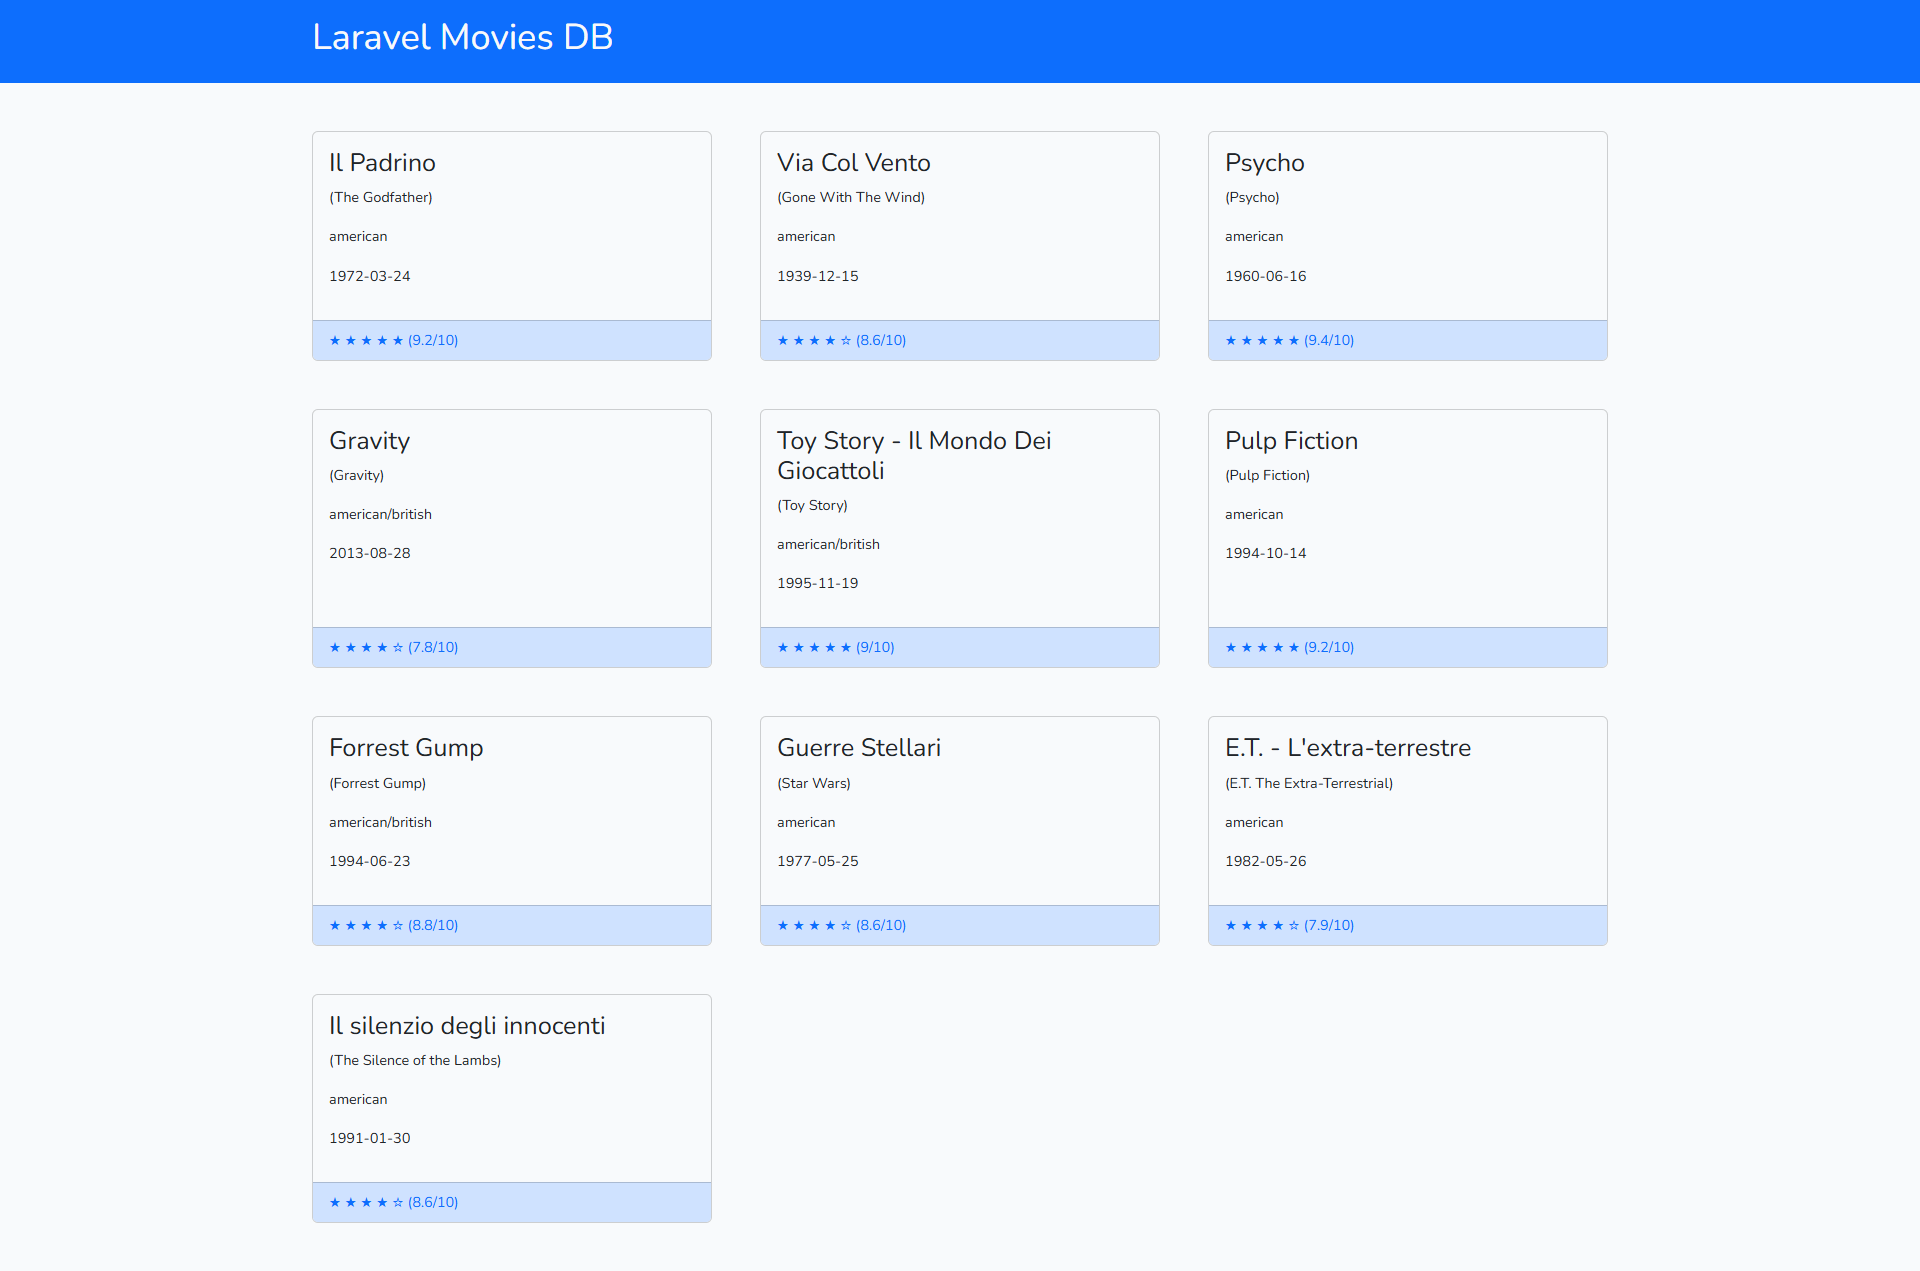 Laravel Movies DB
Il Padrino
(The Godfather)
american
1972-03-24
★ ★ ★ ★ ★ (9.2/10)
Via Col Vento
(Gone With The Wind)
american
1939-12-15
★ ★ ★ ★ ☆ (8.6/10)
Psycho
(Psycho)
american
1960-06-16
★ ★ ★ ★ ★ (9.4/10)
Gravity
(Gravity)
american/british
2013-08-28
★ ★ ★ ★ ☆ (7.8/10)
Toy Story - Il Mondo Dei
Giocattoli
(Toy Story)
american/british
1995-11-19
★ ★ ★ ★ ★ (9/10)
Pulp Fiction
(Pulp Fiction)
american
1994-10-14
★ ★ ★ ★ ★ (9.2/10)
Forrest Gump
(Forrest Gump)
american/british
1994-06-23
★ ★ ★ ★ ☆ (8.8/10)
Guerre Stellari
(Star Wars)
american
1977-05-25
★ ★ ★ ★ ☆ (8.6/10)
E.T. - L'extra-terrestre
(E.T. The Extra-Terrestrial)
american
1982-05-26
★ ★ ★ ★ ☆ (7.9/10)
Il silenzio degli innocenti
(The Silence of the Lambs)
american
1991-01-30
★ ★ ★ ★ ☆ (8.6/10)